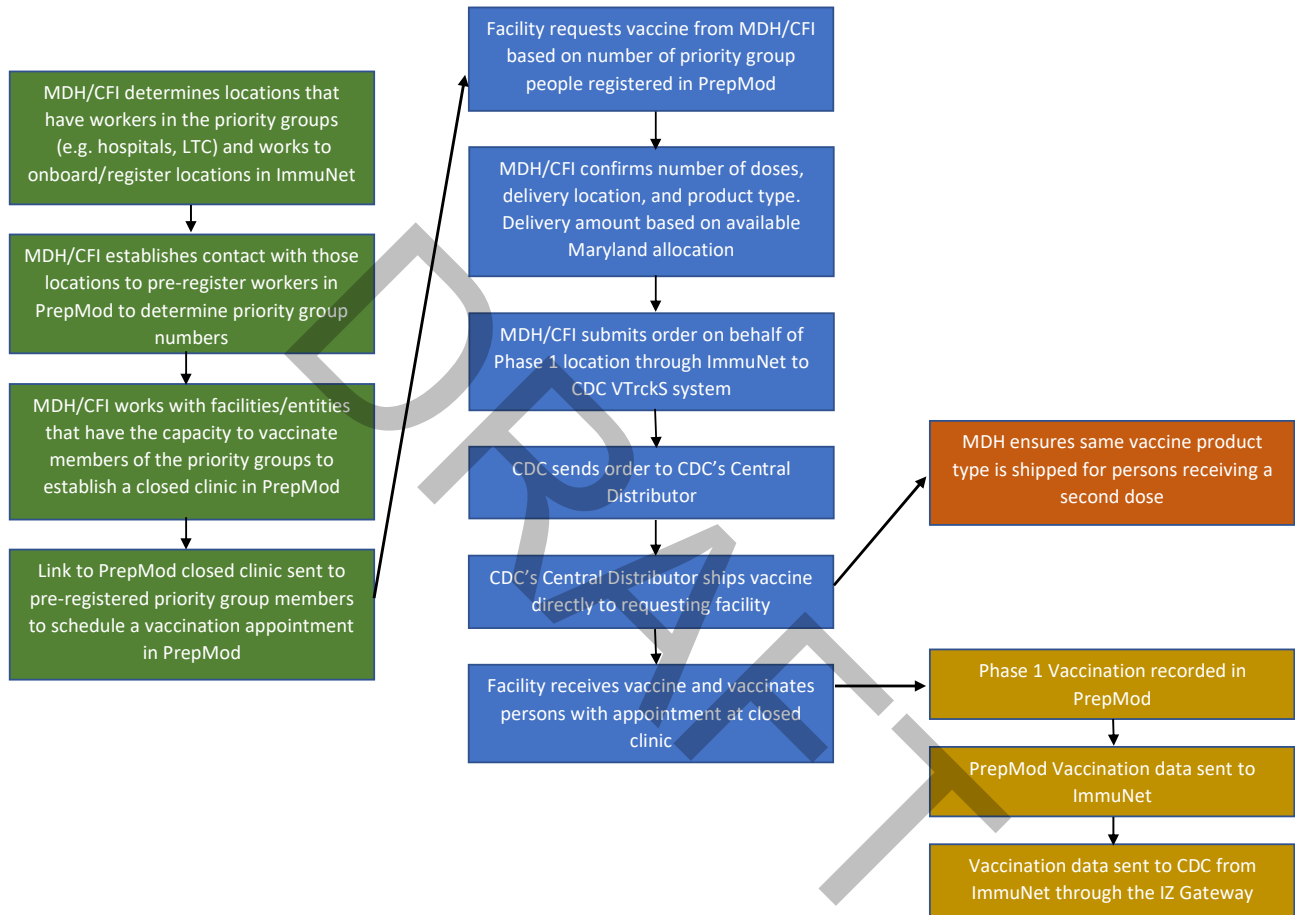 MDH/CFI determines locations that
have workers in the priority groups
(e.g. hospitals, LTC) and works to
onboard/register locations in ImmuNet
MDH/CFI establishes contact with those
locations to pre-register workers in
PrepMod to determine priority group
numbers
MDH/CFI works with facilities/entities
that have the capacity to vaccinate
members of the priority groups to
establish a closed clinic in PrepMod
Link to PrepMod closed clinic sent to
pre-registered priority group members
to schedule a vaccination appointment
in PrepMod
Facility requests vaccine from MDH/CFI
based on number of priority group
people registered in PrepMod
MDH/CFI confirms number of doses,
delivery location, and product type.
Delivery amount based on available
Maryland allocation
MDH/CFI submits order on behalf of
Phase 1 location through ImmuNet to
CDC VTrckS system
CDC sends order to CDC’s Central
Distributor
CDC’s Central Distributor ships vaccine
directly to requesting facility
Facility receives vaccine and vaccinates
persons with appointment at closed
clinic
MDH ensures same vaccine product
type is shipped for persons receiving a
second dose
Phase 1 Vaccination recorded in
PrepMod
PrepMod Vaccination data sent to
ImmuNet
Vaccination data sent to CDC from
ImmuNet through the IZ Gateway
DRAFT